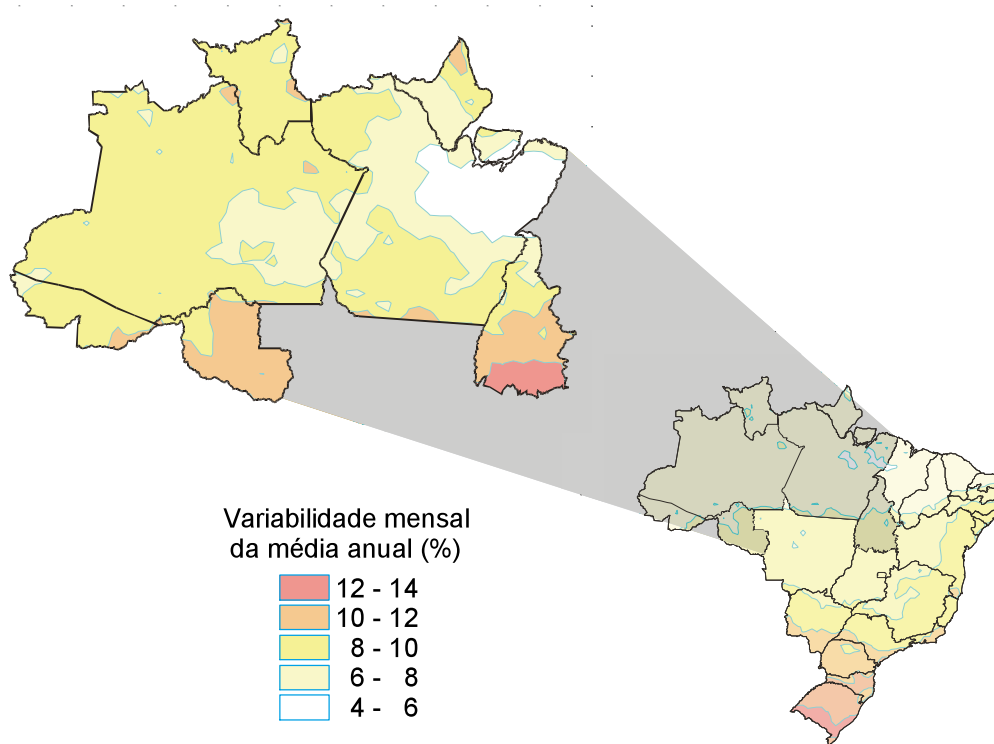 Variabilidade mensal
da média anual (%)
12 - 14
10 - 12
8 - 10
6 - 8
4 - 6